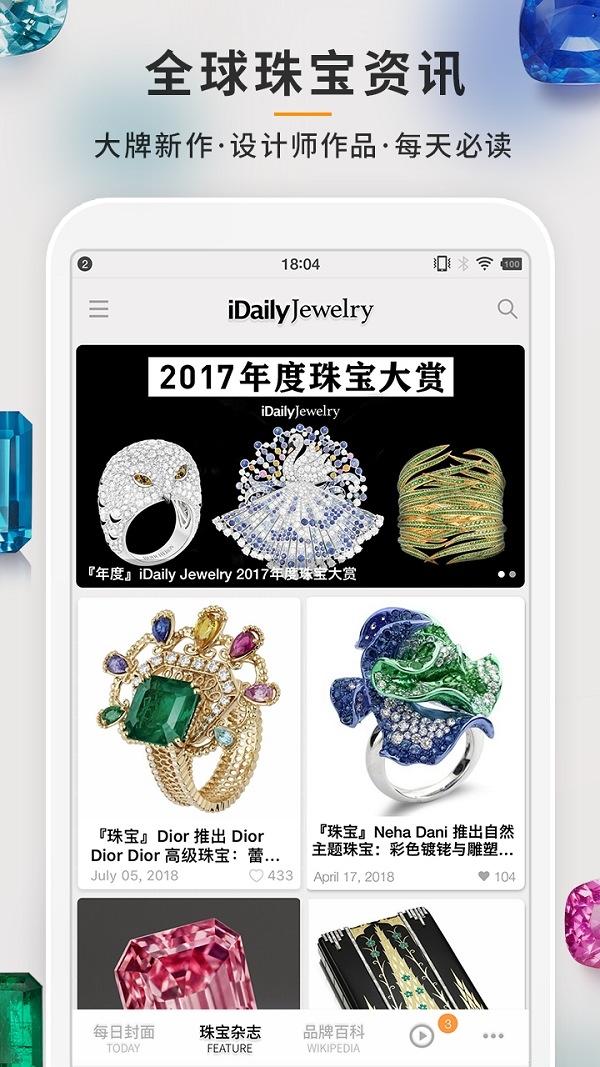 全球珠宝资讯
大牌新作·设计师作品·每天必读
2
18:04
100
iDailyJewelry
2017年度珠宝大赏
iDailyJewelry
BOUCHERON
『年度』iDaily Jewelry 2017年度珠宝大赏
『珠宝』Dior 推出 Dior
Dior Dior 高级珠宝：蕾...
July 05, 2018
433
『珠宝』Neha Dani 推出自然
主题珠宝：彩色镀铑与雕塑...
April 17, 2018
104
每日封面
TODAY
珠宝杂志
FEATURE
品牌百科
WIKIPEDIA
3